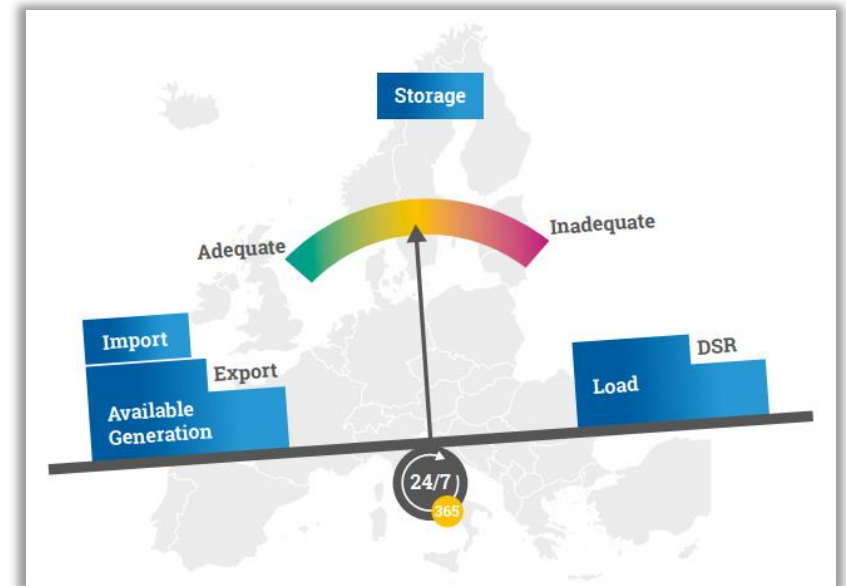 Storage
Adequate
Inadequate
Import
Export
Available
Generation
DSR
Load
24/7
365